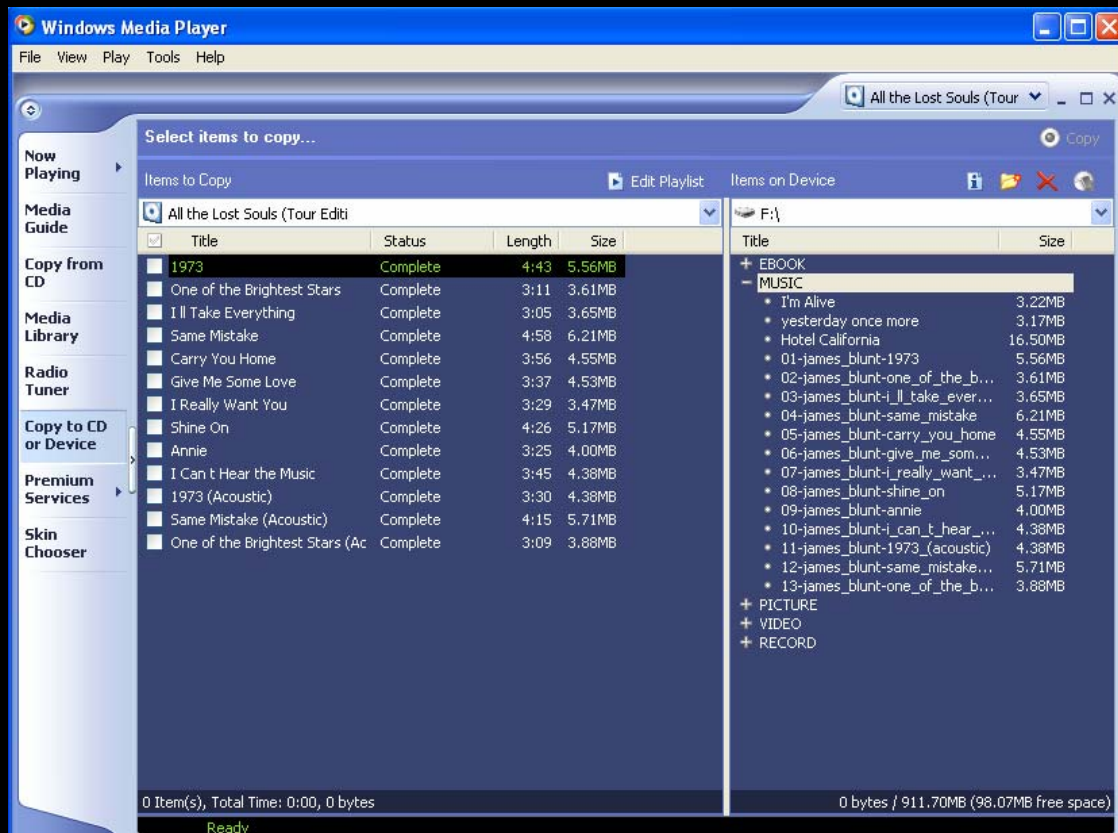 Windows Media Player
File View Play Tools Help
All the Lost Souls (Tour
Select items to copy...
Copy
Now Playing
Media Guide
Copy from CD
Media Library
Radio Tuner
Copy to CD or Device
Premium Services
Skin Chooser
Items to Copy
Edit Playlist
All the Lost Souls (Tour Editi
Title Status Length Size
1973 Complete 4:43 5.56MB
One of the Brightest Stars Complete 3:11 3.61MB
I ll Take Everything Complete 3:05 3.65MB
Same Mistake Complete 4:58 6.21MB
Carry You Home Complete 3:56 4.55MB
Give Me Some Love Complete 3:37 4.53MB
I Really Want You Complete 3:29 3.47MB
Shine On Complete 4:26 5.17MB
Annie Complete 3:25 4.00MB
I Can t Hear the Music Complete 3:45 4.38MB
1973 (Acoustic) Complete 3:30 4.38MB
Same Mistake (Acoustic) Complete 4:15 5.71MB
One of the Brightest Stars (Ac Complete 3:09 3.88MB
0 Item(s), Total Time: 0:00, 0 bytes
Items on Device
F:\
Title Size
EBOOK
MUSIC
I'm Alive 3.22MB
yesterday once more 3.17MB
Hotel California 16.50MB
01-james_blunt-1973 5.56MB
02-james_blunt-one_of_the_b... 3.61MB
03-james_blunt-i_ll_take_ever... 3.65MB
04-james_blunt-same_mistake 6.21MB
05-james_blunt-carry_you_home 4.55MB
06-james_blunt-give_me_som... 4.53MB
07-james_blunt-i_really_want_... 3.47MB
08-james_blunt-shine_on 5.17MB
09-james_blunt-annie 4.00MB
10-james_blunt-i_can_t_hear_... 4.38MB
11-james_blunt-1973_(acoustic) 4.38MB
12-james_blunt-same_mistake... 5.71MB
13-james_blunt-one_of_the_b... 3.88MB
PICTURE
VIDEO
RECORD
0 bytes / 911.70MB (98.07MB free space)
Ready